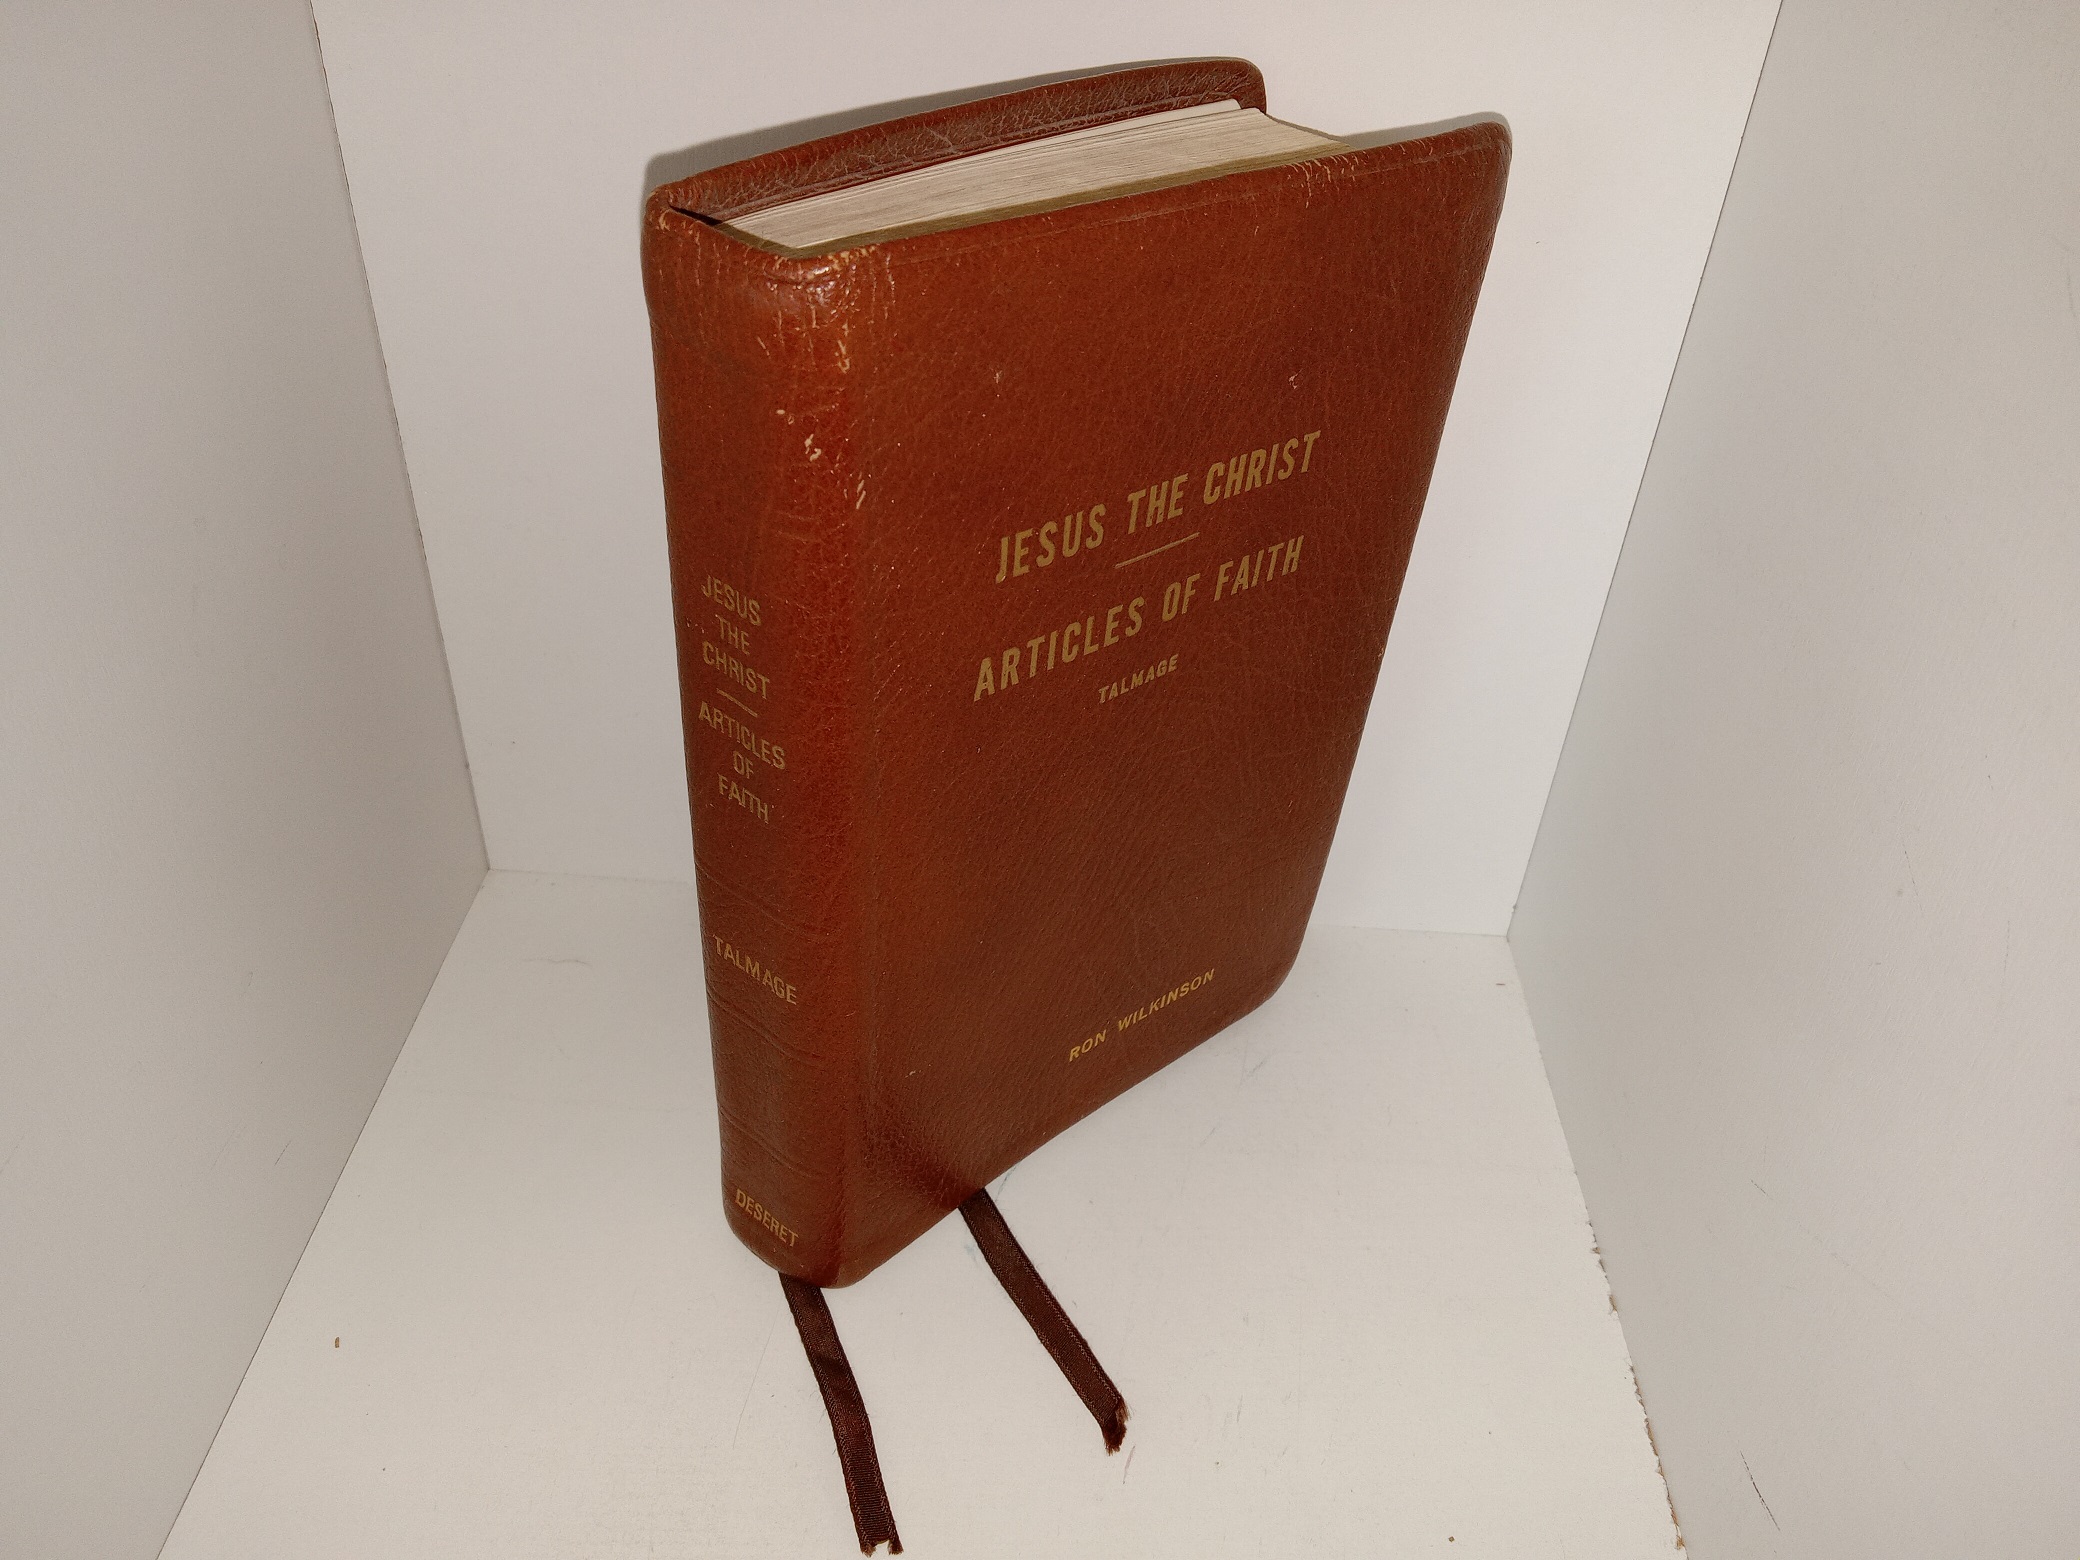 JESUS THE CHRIST
ARTICLES OF FAITH
TALMAGE
RON WILKINSON
JESUS
THE
CHRIST
ARTICLES
OF
FAITH
TALMAGE
DESERET